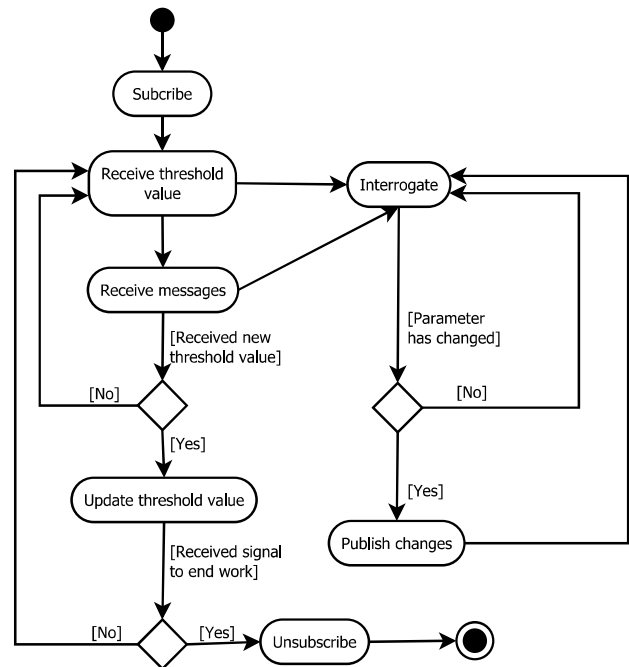 Subcribe
Receive threshold
value
Interrogate
Receive messages
[Received new
threshold value]
[Parameter
has changed]
[No]
[No]
[Yes]
[Yes]
Update threshold value
Publish changes
[Received signal
to end work]
[No]
[Yes]
Unsubscribe